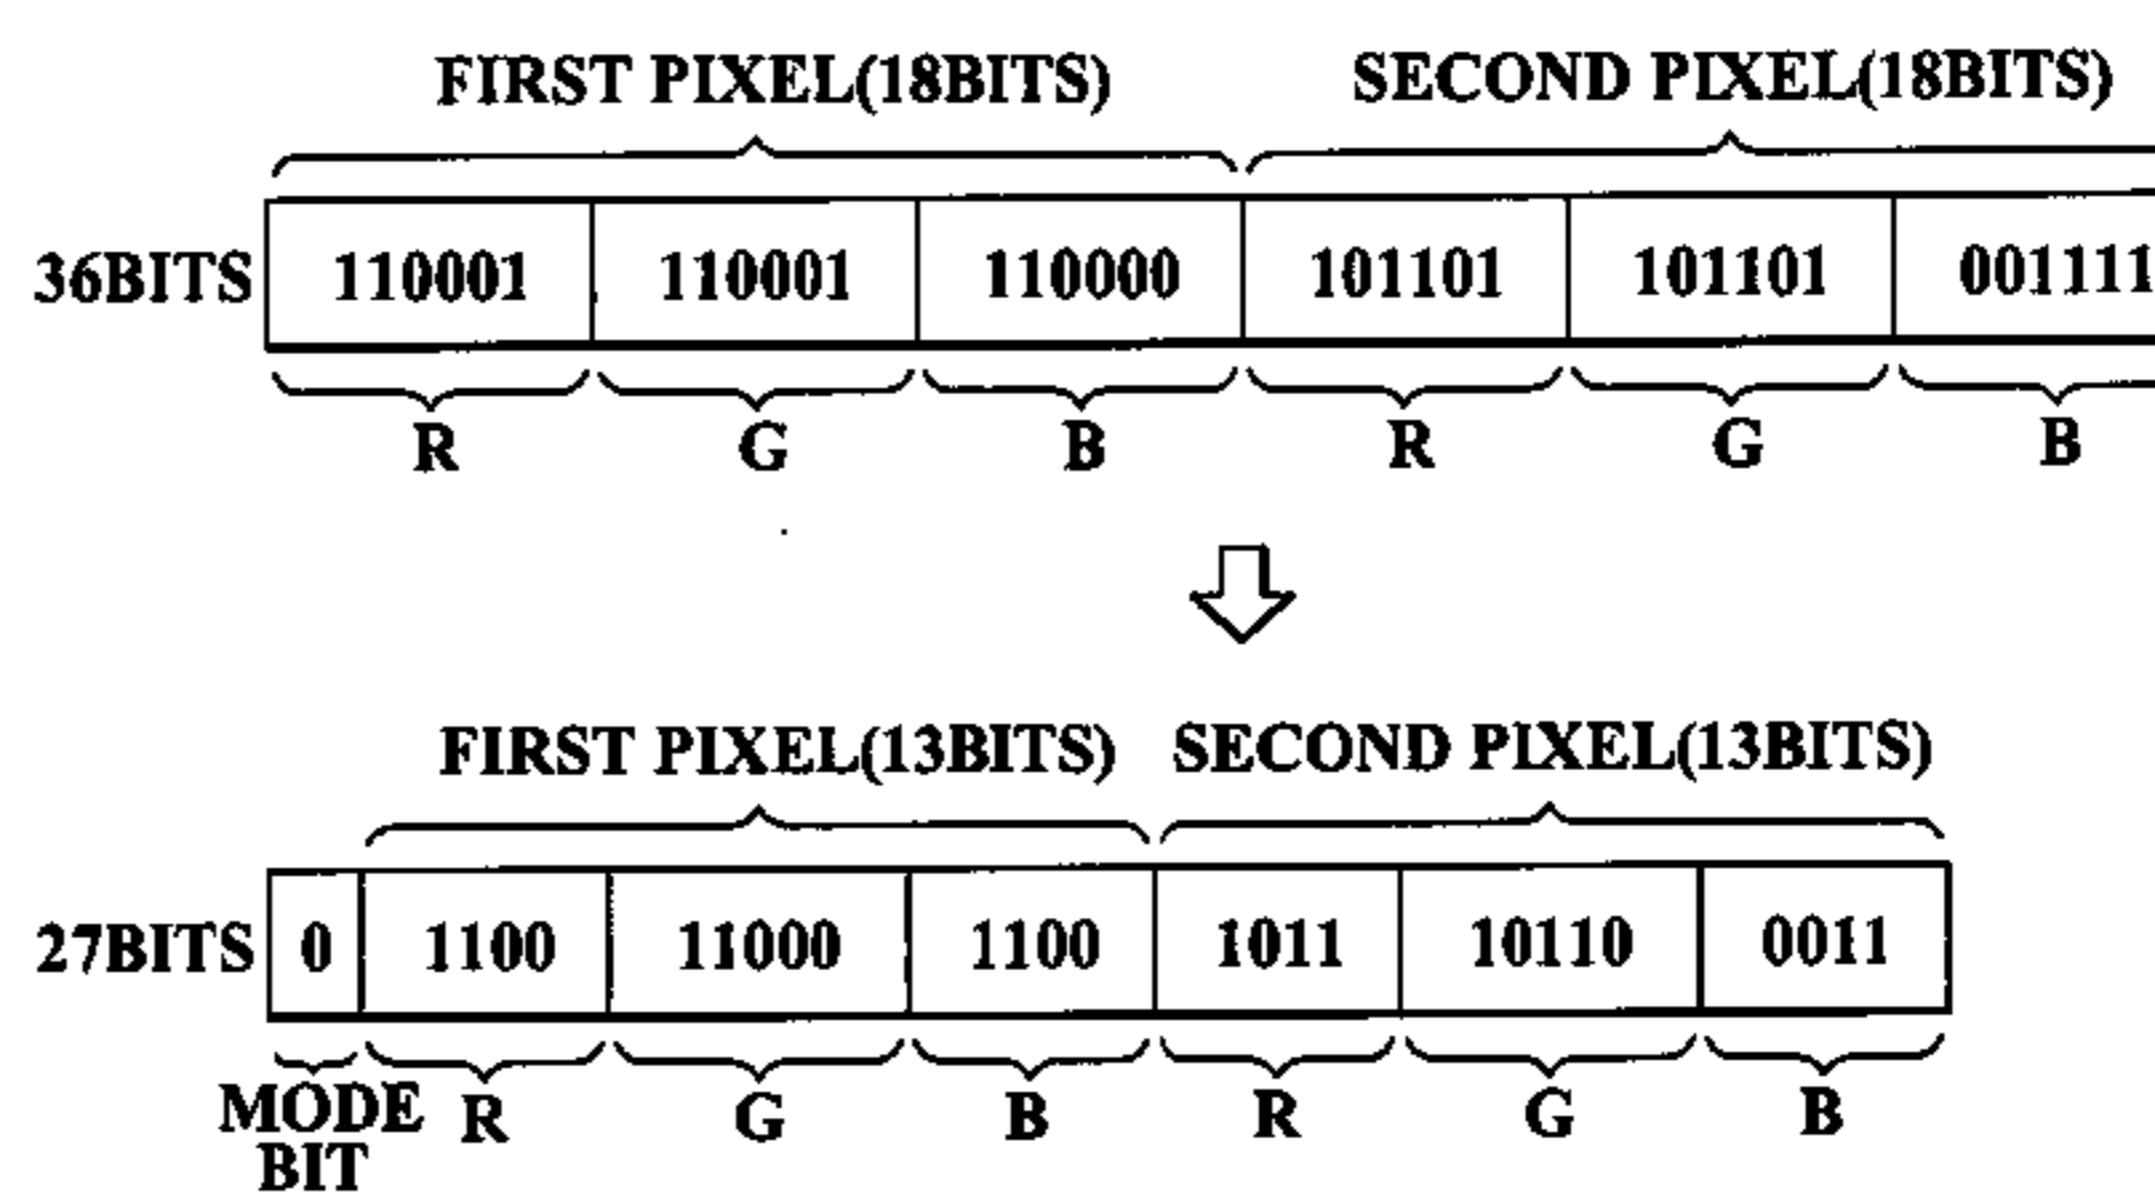 FIRST PIXEL(18BITS) SECOND PIXEL(18BITS)
36BITS 110001 110001 110000 101101 101101 001111
R G B R G B
FIRST PIXEL(13BITS) SECOND PIXEL(13BITS)
27BITS 0 1100 11000 1100 1011 10110 0011
MODE R G B R G B
BIT